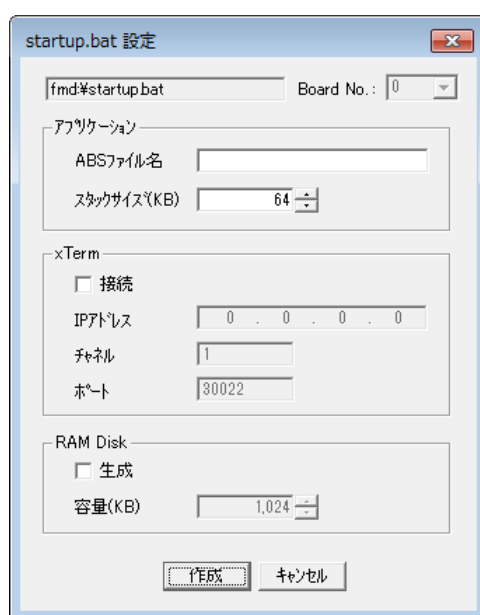 startup.bat 設定
fmd:¥startup.bat Board No.: 0
ｱﾌﾟﾘｹｰｼｮﾝ
ABSﾌｧｲﾙ名
ｽﾀｯｸｻｲｽﾞ(KB) 64
xTerm
接続
IPｱﾄﾞﾚｽ 0 . 0 . 0 . 0
ﾁｬﾈﾙ 1
ﾎﾟｰﾄ 30022
RAM Disk
生成
容量(KB) 1,024
作成 ｷｬﾝｾﾙ